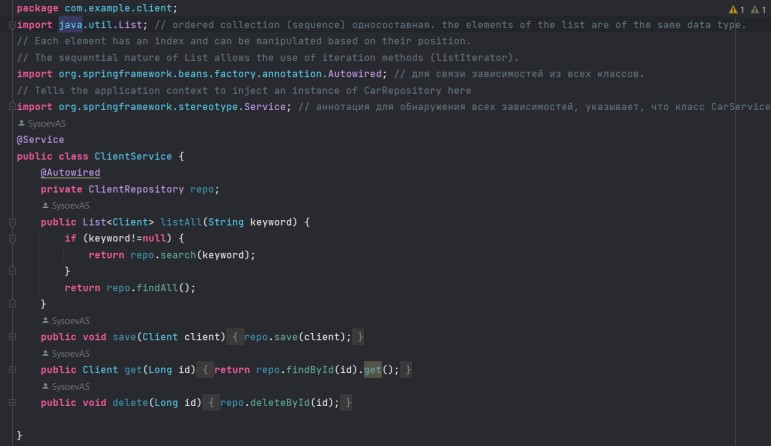 package com.example.client;
1 1
import java.util.List; // ordered collection (sequence) односоставная. the elements of the list are of the same data type.
// Each element has an index and can be manipulated based on their position.
// The sequential nature of List allows the use of iteration methods (listIterator).
import org.springframework.beans.factory.annotation.Autowired; // для связи зависимостей из всех классов.
// Tells the application context to inject an instance of CarRepository here
import org.springframework.stereotype.Service; // аннотация для обнаружения всех зависимостей, указывает, что класс CarService
SysoevAS
@Service
public class ClientService {
@Autowired
private ClientRepository repo;
SysoevAS
public List<Client> listAll(String keyword) {
if (keyword!=null) {
return repo.search(keyword);
}
return repo.findAll();
}
SysoevAS
public void save(Client client) { repo.save(client); }
SysoevAS
public Client get(Long id) { return repo.findById(id).get(); }
SysoevAS
public void delete(Long id) { repo.deleteById(id); }
}